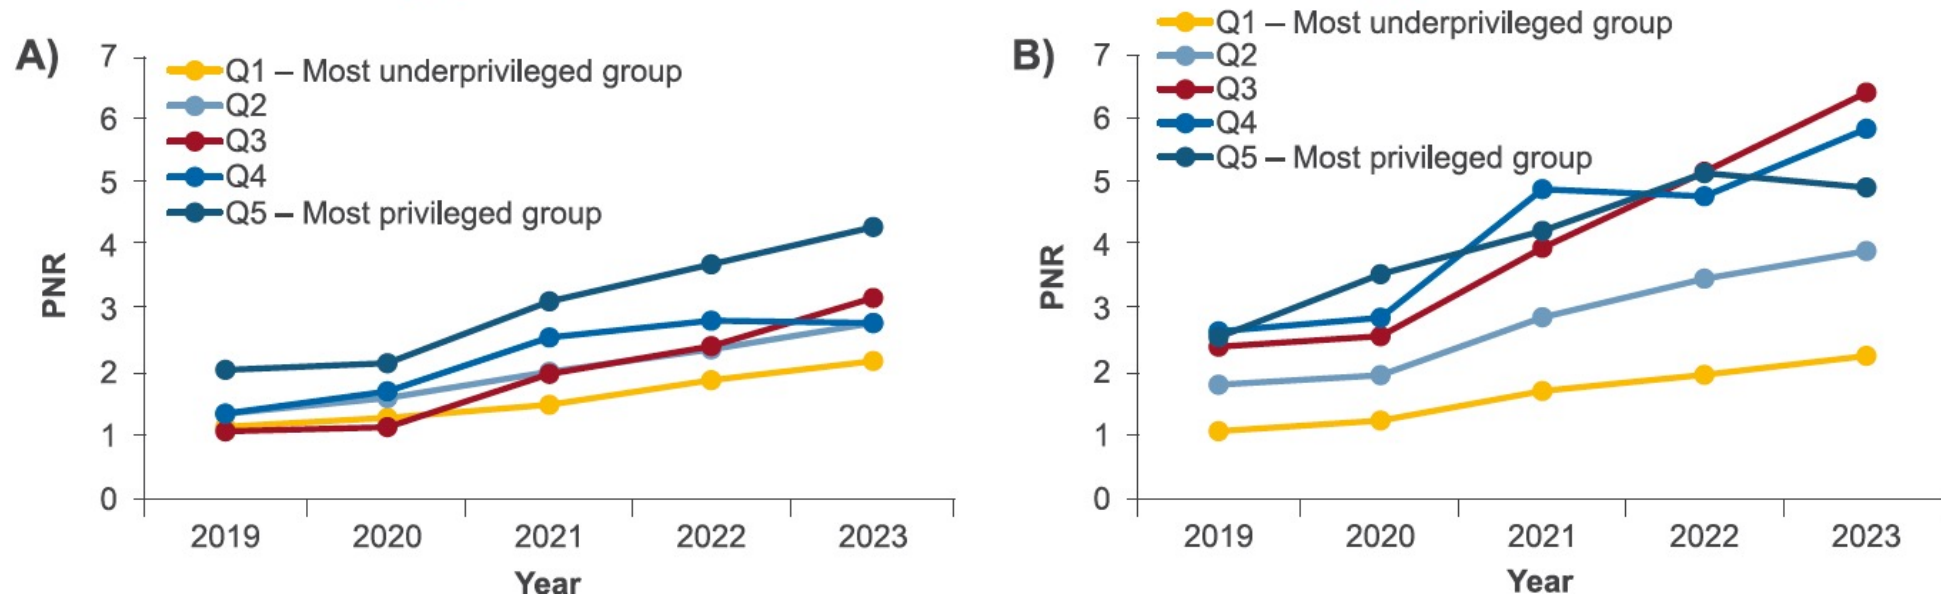 A)
Q1 – Most underprivileged group
Q2
Q3
Q4
Q5 – Most privileged group
PNR
7
6
5
4
3
2
1
0
2019 2020 2021 2022 2023
Year
B)
Q1 – Most underprivileged group
Q2
Q3
Q4
Q5 – Most privileged group
PNR
7
6
5
4
3
2
1
0
2019 2020 2021 2022 2023
Year